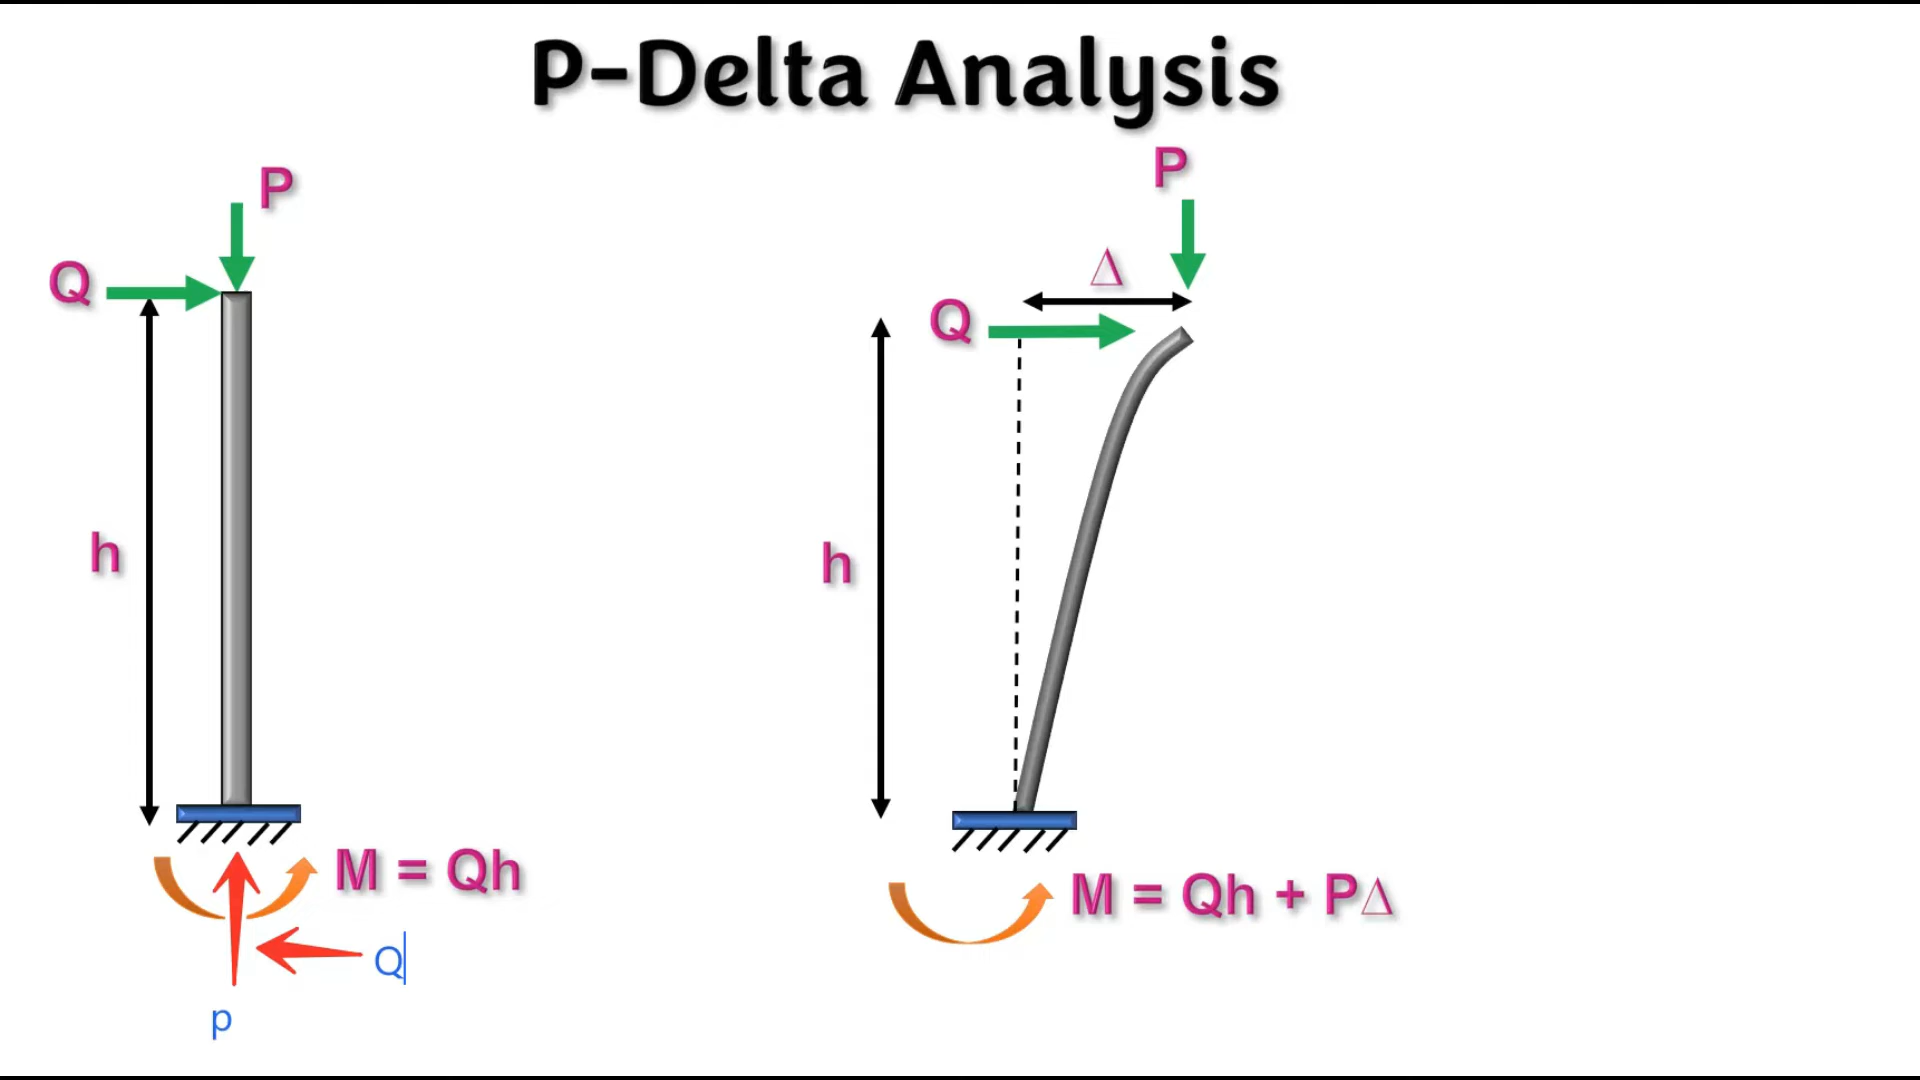 P-Delta Analysis
P
Q
h
M = Qh
Q
p
P
Δ
Q
h
M = Qh + PΔ